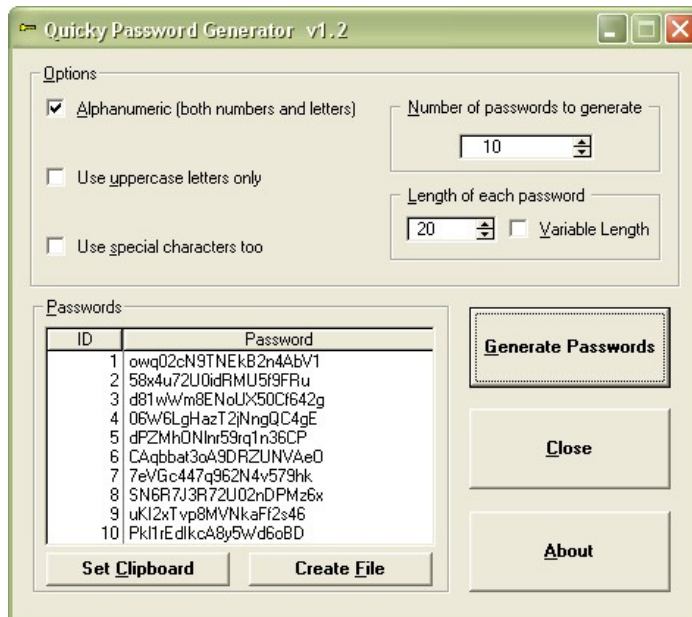 Quicky Password Generator v1.2
Options
Alphanumeric (both numbers and letters)
Use uppercase letters only
Use special characters too
Number of passwords to generate
10
Length of each password
20 Variable Length
Passwords
ID Password
1 owq02cN9TNEkB2n4AbV1
2 58x4u72U0idRMU5f9FRu
3 d81wWm8ENoUX50Cf642g
4 06W6LgHazT2jNngQC4gE
5 dPZMhONlnr59rq1n36CP
6 CAqbbat3oA9DRZUNVAeO
7 7eVGc447q962N4v579hk
8 SN6R7J3R72U02nDPMz6x
9 uKI2xTvp8MVNkaFf2s46
10 PkI1rEdIkcA8y5Wd6oBD
Set Clipboard
Create File
Generate Passwords
Close
About